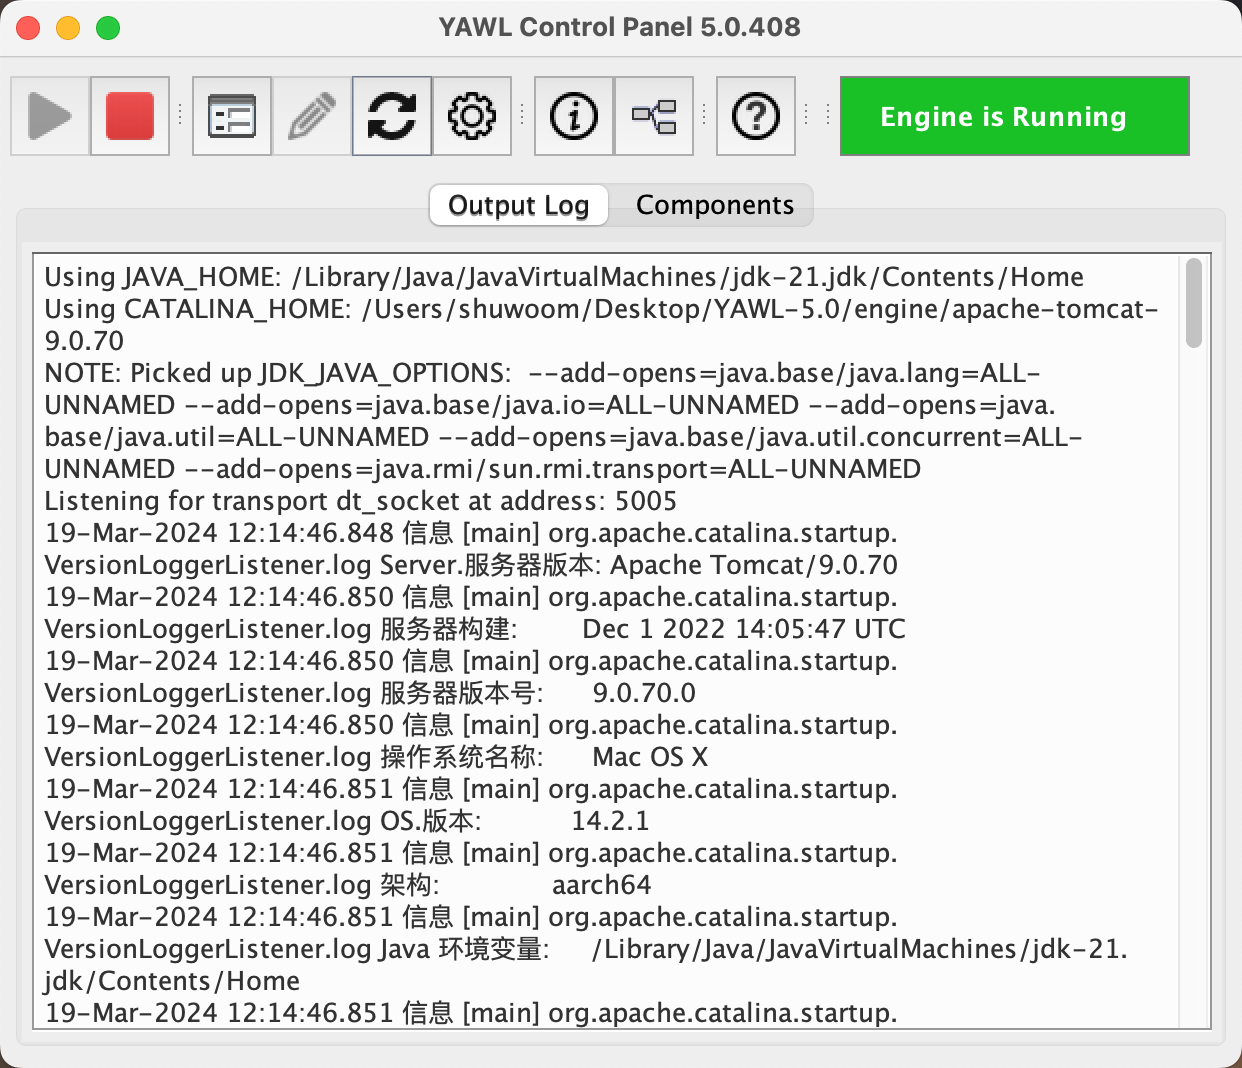 YAWL Control Panel 5.0.408
Engine is Running
Output Log
Components
Using JAVA_HOME: /Library/Java/JavaVirtualMachines/jdk-21.jdk/Contents/Home
Using CATALINA_HOME: /Users/shuwoom/Desktop/YAWL-5.0/engine/apache-tomcat-
9.0.70
NOTE: Picked up JDK_JAVA_OPTIONS:  --add-opens=java.base/java.lang=ALL-
UNNAMED --add-opens=java.base/java.io=ALL-UNNAMED --add-opens=java.
base/java.util=ALL-UNNAMED --add-opens=java.base/java.util.concurrent=ALL-
UNNAMED --add-opens=java.rmi/sun.rmi.transport=ALL-UNNAMED
Listening for transport dt_socket at address: 5005
19-Mar-2024 12:14:46.848 信息 [main] org.apache.catalina.startup.
VersionLoggerListener.log Server.服务器版本: Apache Tomcat/9.0.70
19-Mar-2024 12:14:46.850 信息 [main] org.apache.catalina.startup.
VersionLoggerListener.log 服务器构建:        Dec 1 2022 14:05:47 UTC
19-Mar-2024 12:14:46.850 信息 [main] org.apache.catalina.startup.
VersionLoggerListener.log 服务器版本号:      9.0.70.0
19-Mar-2024 12:14:46.850 信息 [main] org.apache.catalina.startup.
VersionLoggerListener.log 操作系统名称:      Mac OS X
19-Mar-2024 12:14:46.851 信息 [main] org.apache.catalina.startup.
VersionLoggerListener.log OS.版本:           14.2.1
19-Mar-2024 12:14:46.851 信息 [main] org.apache.catalina.startup.
VersionLoggerListener.log 架构:              aarch64
19-Mar-2024 12:14:46.851 信息 [main] org.apache.catalina.startup.
VersionLoggerListener.log Java 环境变量:     /Library/Java/JavaVirtualMachines/jdk-21.
jdk/Contents/Home
19-Mar-2024 12:14:46.851 信息 [main] org.apache.catalina.startup.